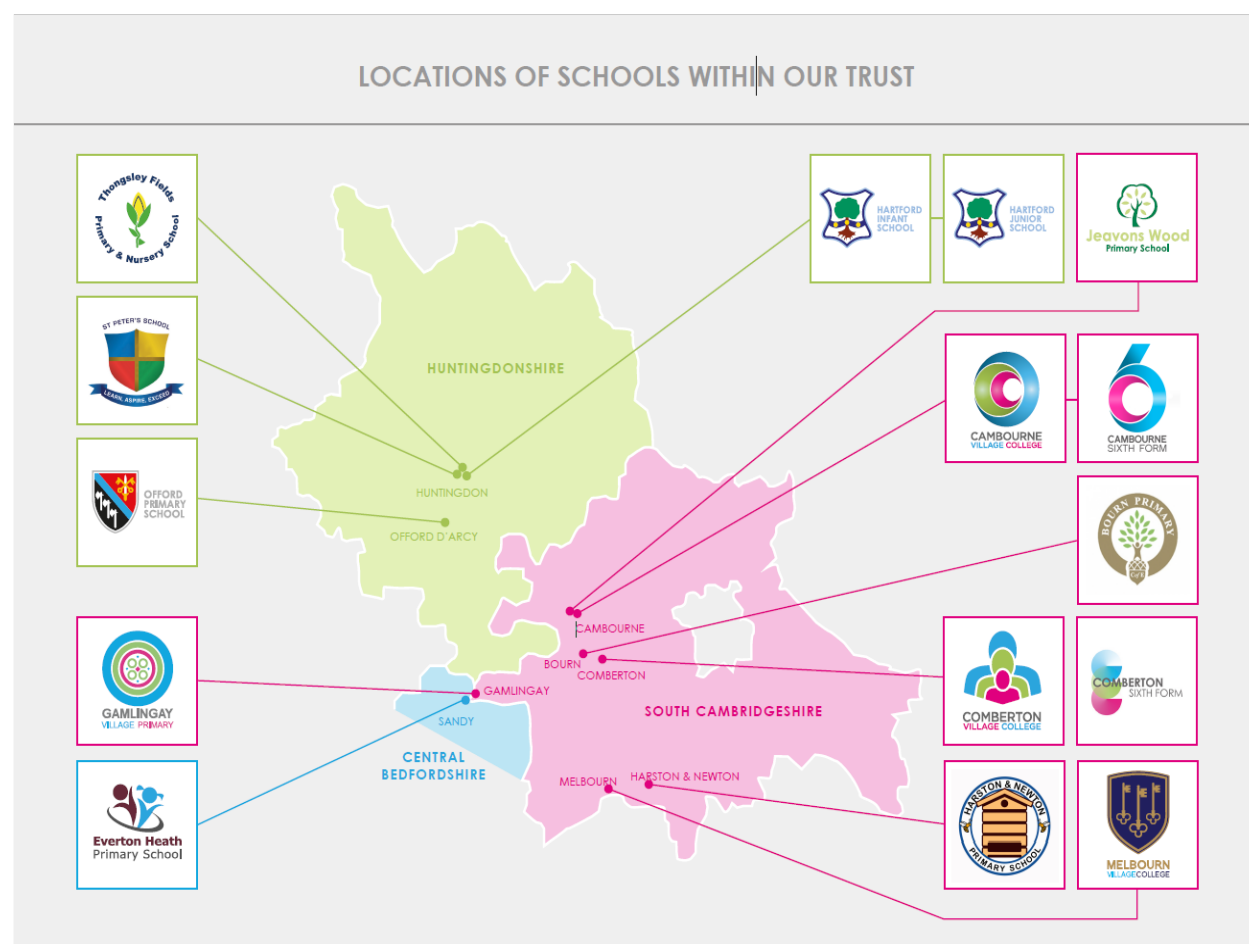 LOCATIONS OF SCHOOLS WITHIN OUR TRUST
Thongsley Fields
Primary & Nursery School
HARTFORD
INFANT
SCHOOL
HARTFORD
JUNIOR
SCHOOL
Jeavons Wood
Primary School
ST PETER'S SCHOOL
LEARN, ASPIRE, EXCEED
HUNTINGDONSHIRE
CAMBOURNE
VILLAGE COLLEGE
CAMBOURNE
SIXTH FORM
OFFORD
PRIMARY
SCHOOL
HUNTINGDON
OFFORD D'ARCY
BOURN PRIMARY
C of E
CAMBOURNE
BOURN
COMBERTON
GAMLINGAY
VILLAGE PRIMARY
GAMLINGAY
SANDY
SOUTH CAMBRIDGESHIRE
COMBERTON
VILLAGE COLLEGE
COMBERTON
SIXTH FORM
CENTRAL
BEDFORDSHIRE
MELBOURN
HARSTON & NEWTON
Everton Heath
Primary School
HARSTON & NEWTON
PRIMARY SCHOOL
MELBOURN
VILLAGECOLLEGE